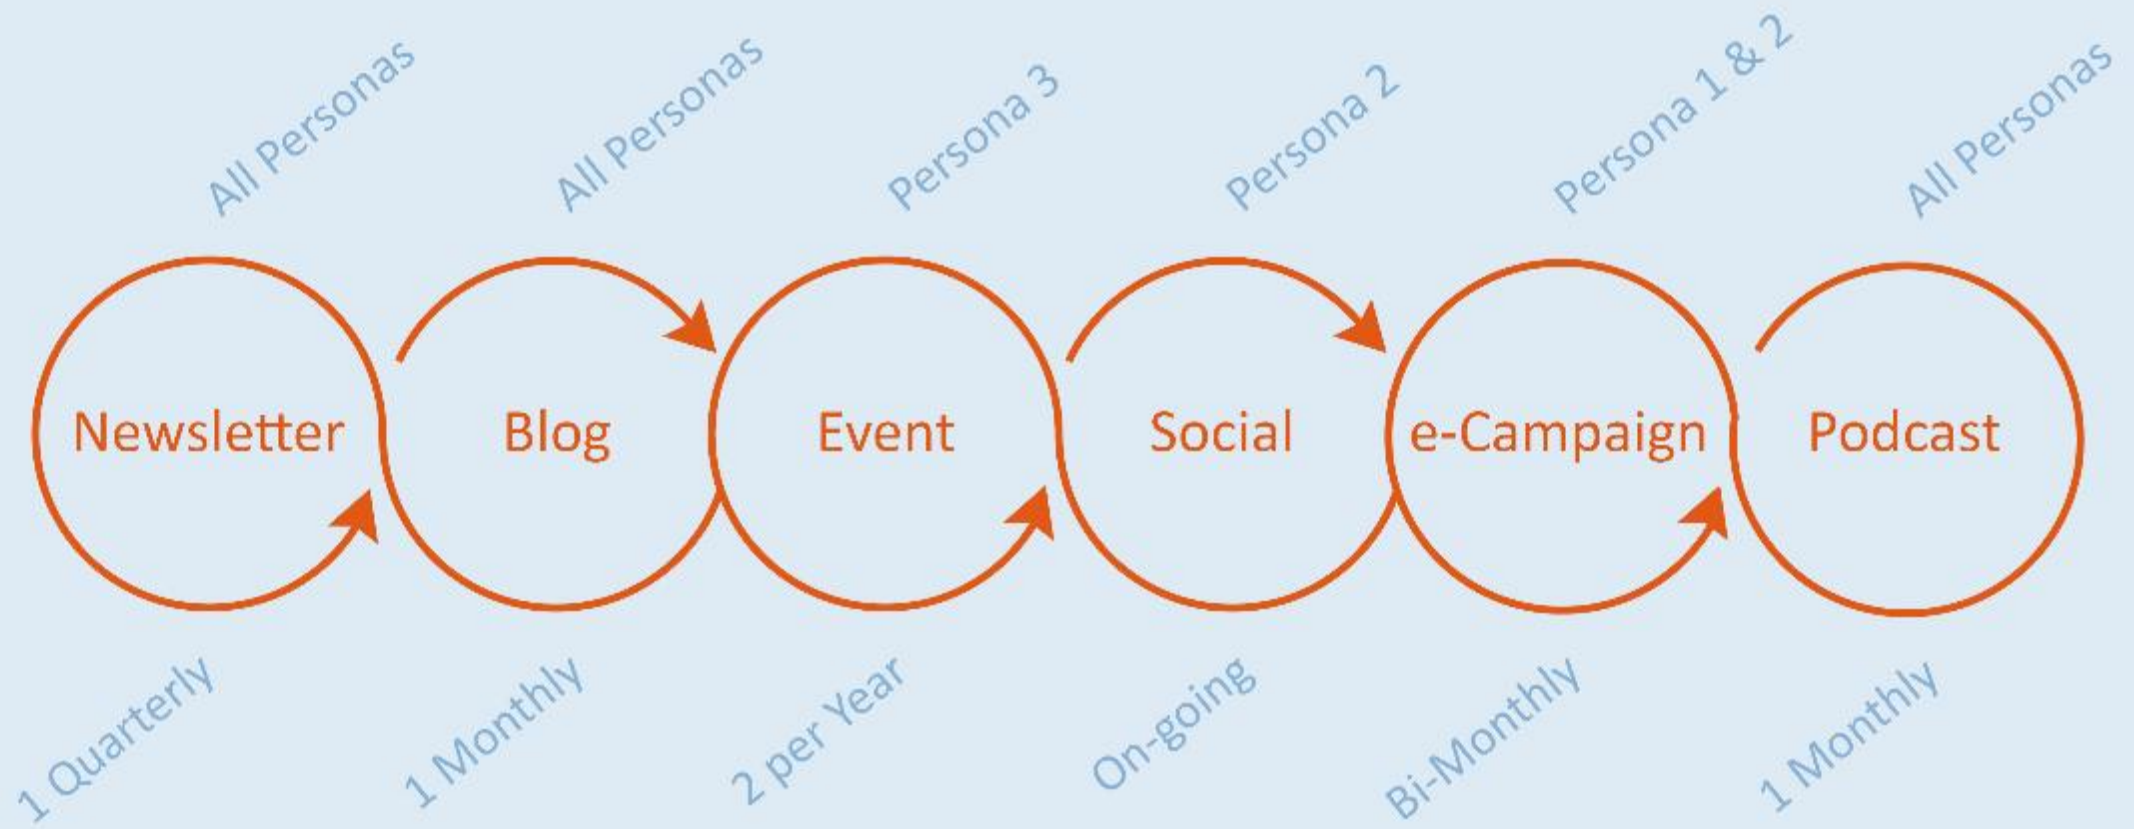 All Personas
All Personas
Persona 3
Persona 2
Persona 1 & 2
All Personas
Newsletter
Blog
Event
Social
e-Campaign
Podcast
1 Quarterly
1 Monthly
2 per Year
On-going
Bi-Monthly
1 Monthly